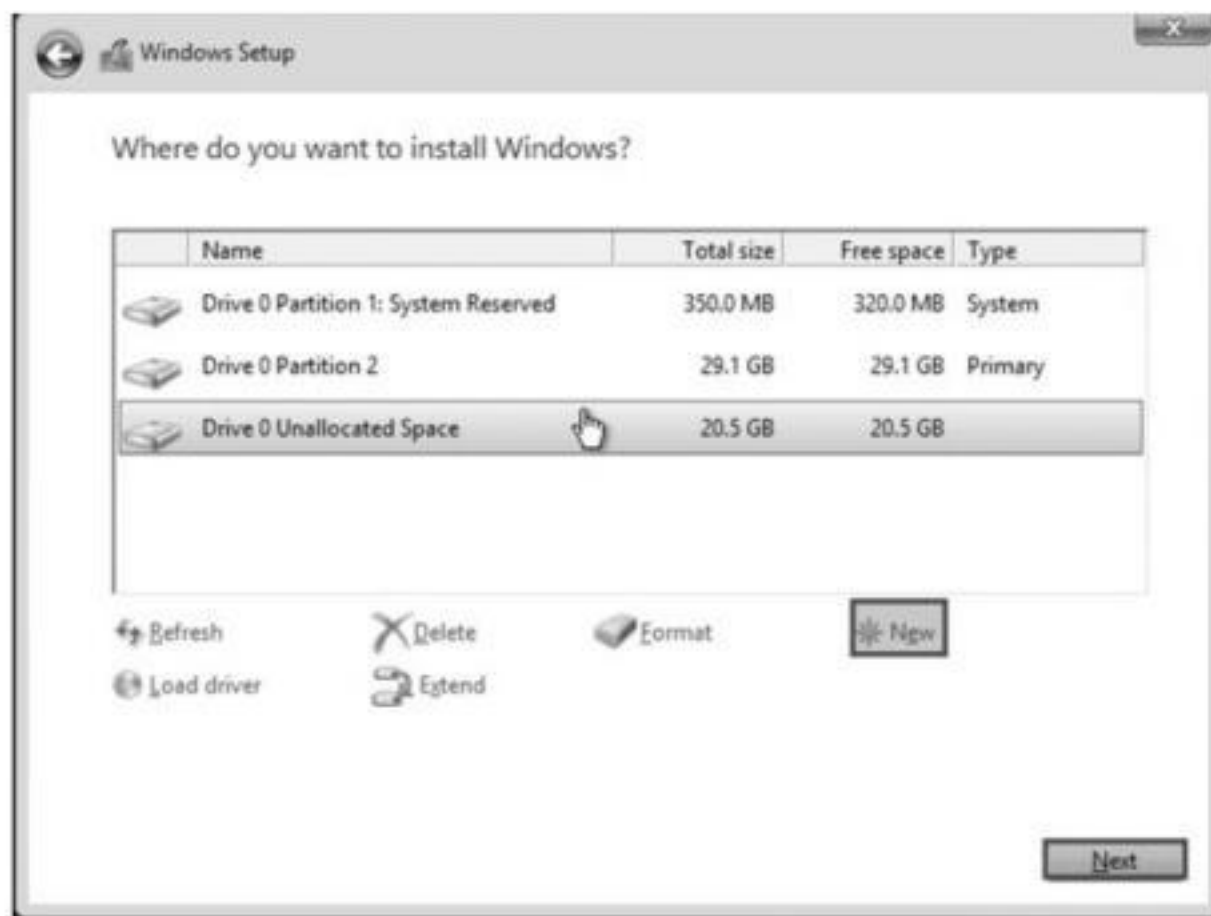 Windows Setup
Where do you want to install Windows?
Name Total size Free space Type
Drive 0 Partition 1: System Reserved 350.0 MB 320.0 MB System
Drive 0 Partition 2 29.1 GB 29.1 GB Primary
Drive 0 Unallocated Space 20.5 GB 20.5 GB
Refresh Delete Format New
Load driver Extend
Next